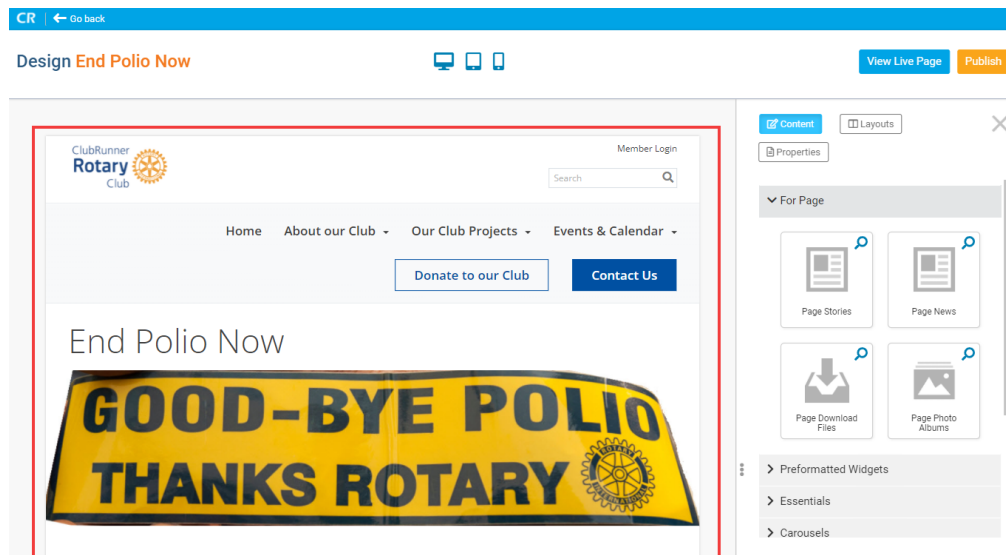 CR Go back
Design End Polio Now
View Live Page Publish
ClubRunner
Rotary
Club
Member Login
Search
Home About our Club Our Club Projects Events & Calendar
Donate to our Club Contact Us
End Polio Now
GOOD-BYE POLIO
THANKS ROTARY
ROTARY
INTERNATIONAL
Content Layouts
Properties
For Page
Page Stories Page News
Page Download
Files
Page Photo
Albums
Preformatted Widgets
Essentials
Carousels